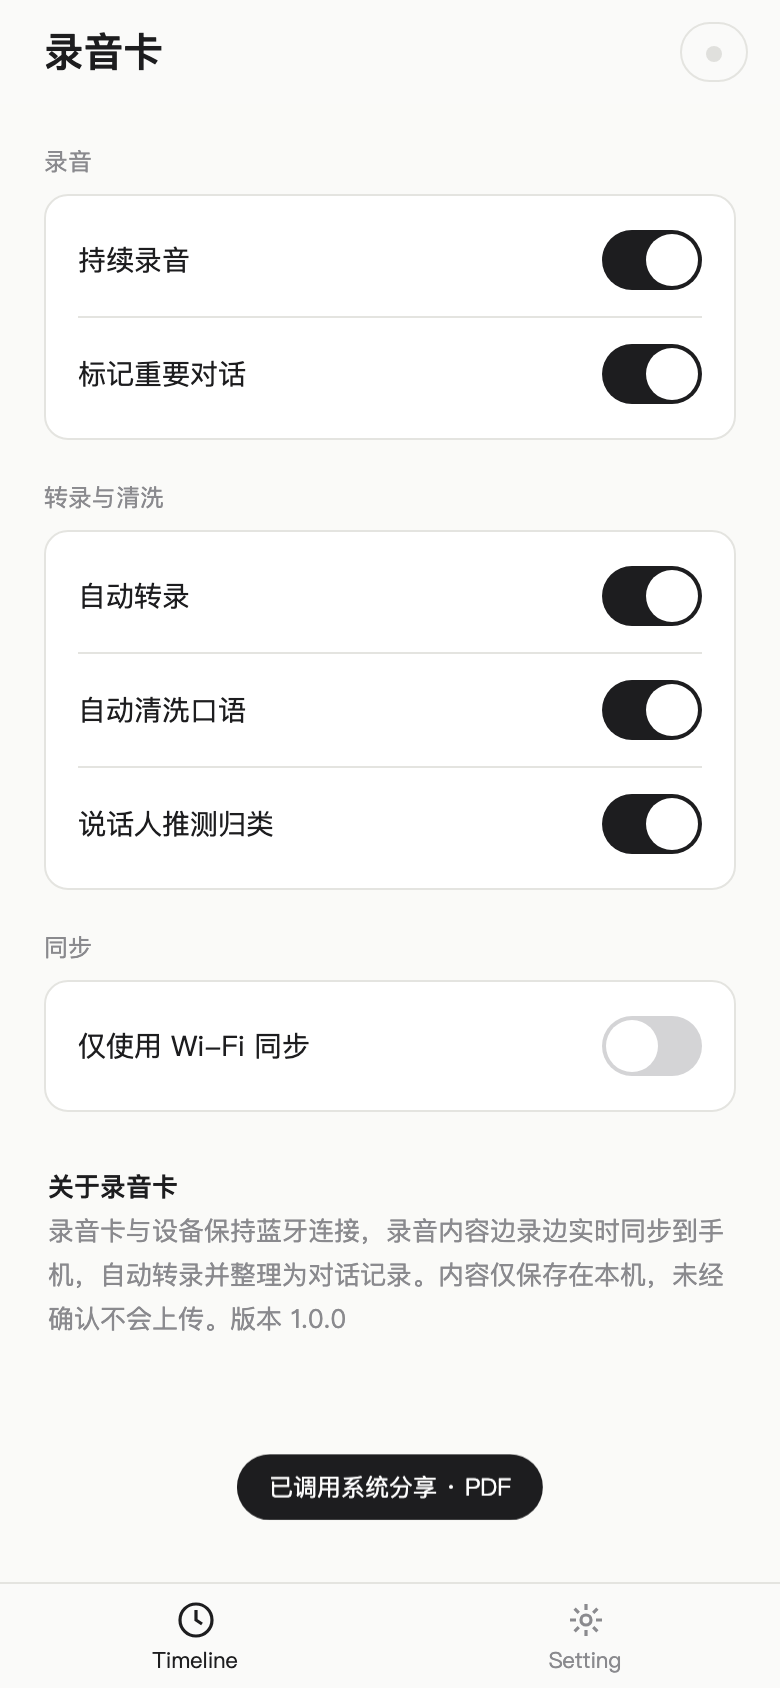 录音卡
录音
持续录音
标记重要对话
转录与清洗
自动转录
自动清洗口语
说话人推测归类
同步
仅使用 Wi–Fi 同步
关于录音卡
录音卡与设备保持蓝牙连接，录音内容边录边实时同步到手
机，自动转录并整理为对话记录。内容仅保存在本机，未经
确认不会上传。版本 1.0.0
已调用系统分享 · PDF
Timeline
Setting